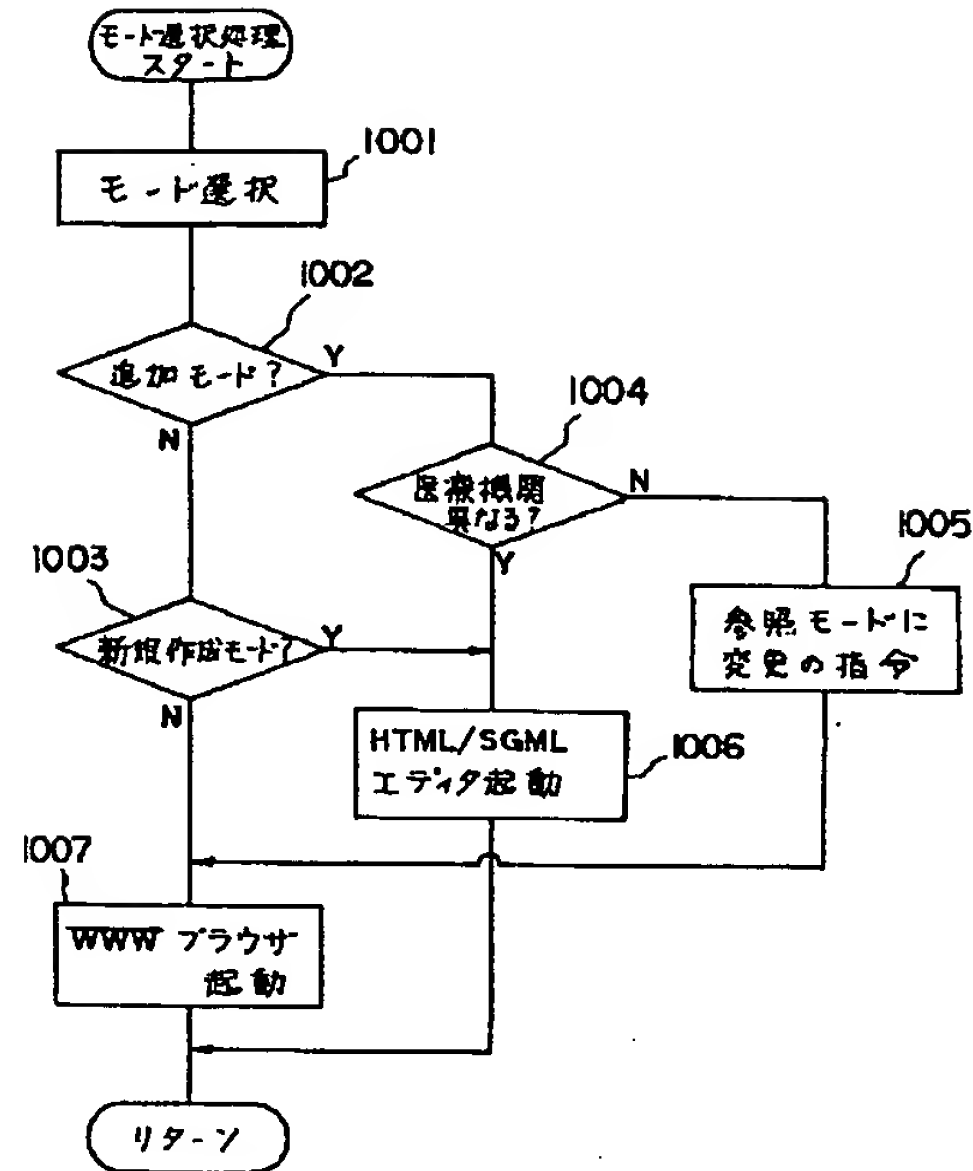 モード選択処理
スタート
1001
モード選択
1002
追加モード?
Y
N
1004
医療機関
異なる?
N
Y
1005
参照モードに
変更の指令
1003
新規作成モード?
Y
N
HTML/SGML
エディタ起動
1006
1007
WWW ブラウザ
起動
リターン